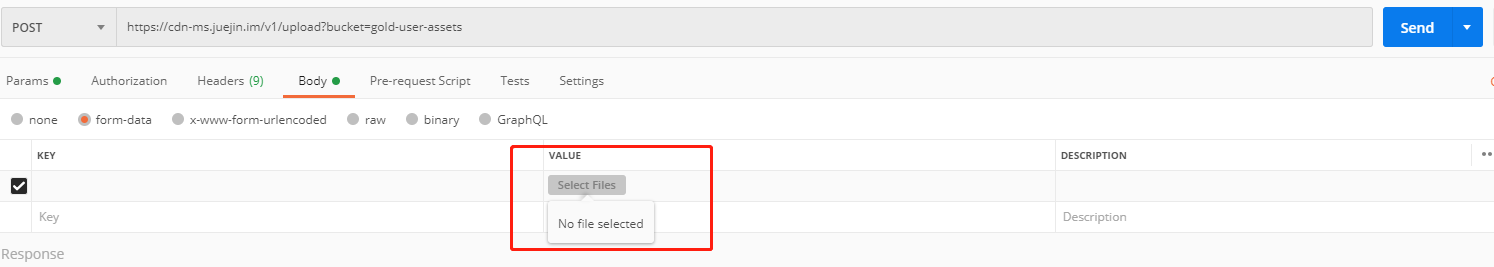 POST https://cdn-ms.juejin.im/v1/upload?bucket=gold-user-assets Send
Params Authorization Headers (9) Body Pre-request Script Tests Settings
none form-data x-www-form-urlencoded raw binary GraphQL
KEY VALUE DESCRIPTION
Select Files
Key No file selected Description
Response